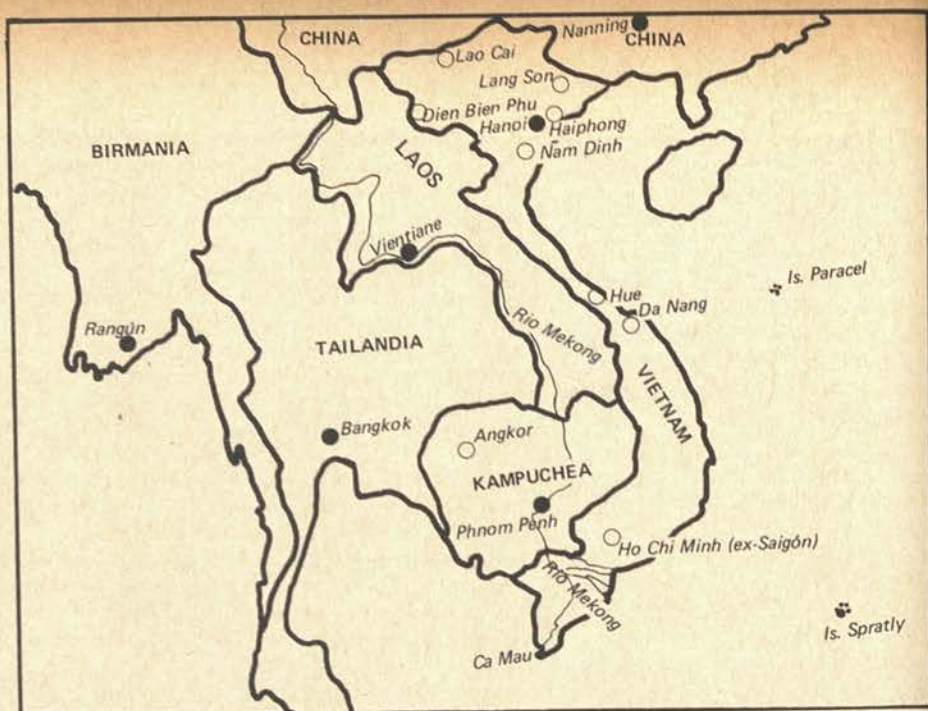 Nanning
CHINA
CHINA
Lao Cai
Lang Son
Dien Bien Phu
Hanoi
Haiphong
Nam Dinh
BIRMANIA
LAOS
Vientiane
Is. Paracel
Hue
Da Nang
Rio Mekong
Rangún
TAILANDIA
VIETNAM
Bangkok
Angkor
KAMPUCHEA
Phnom Penh
Ho Chi Minh (ex-Saigón)
Rio Mekong
Is. Spratly
Ca Mau